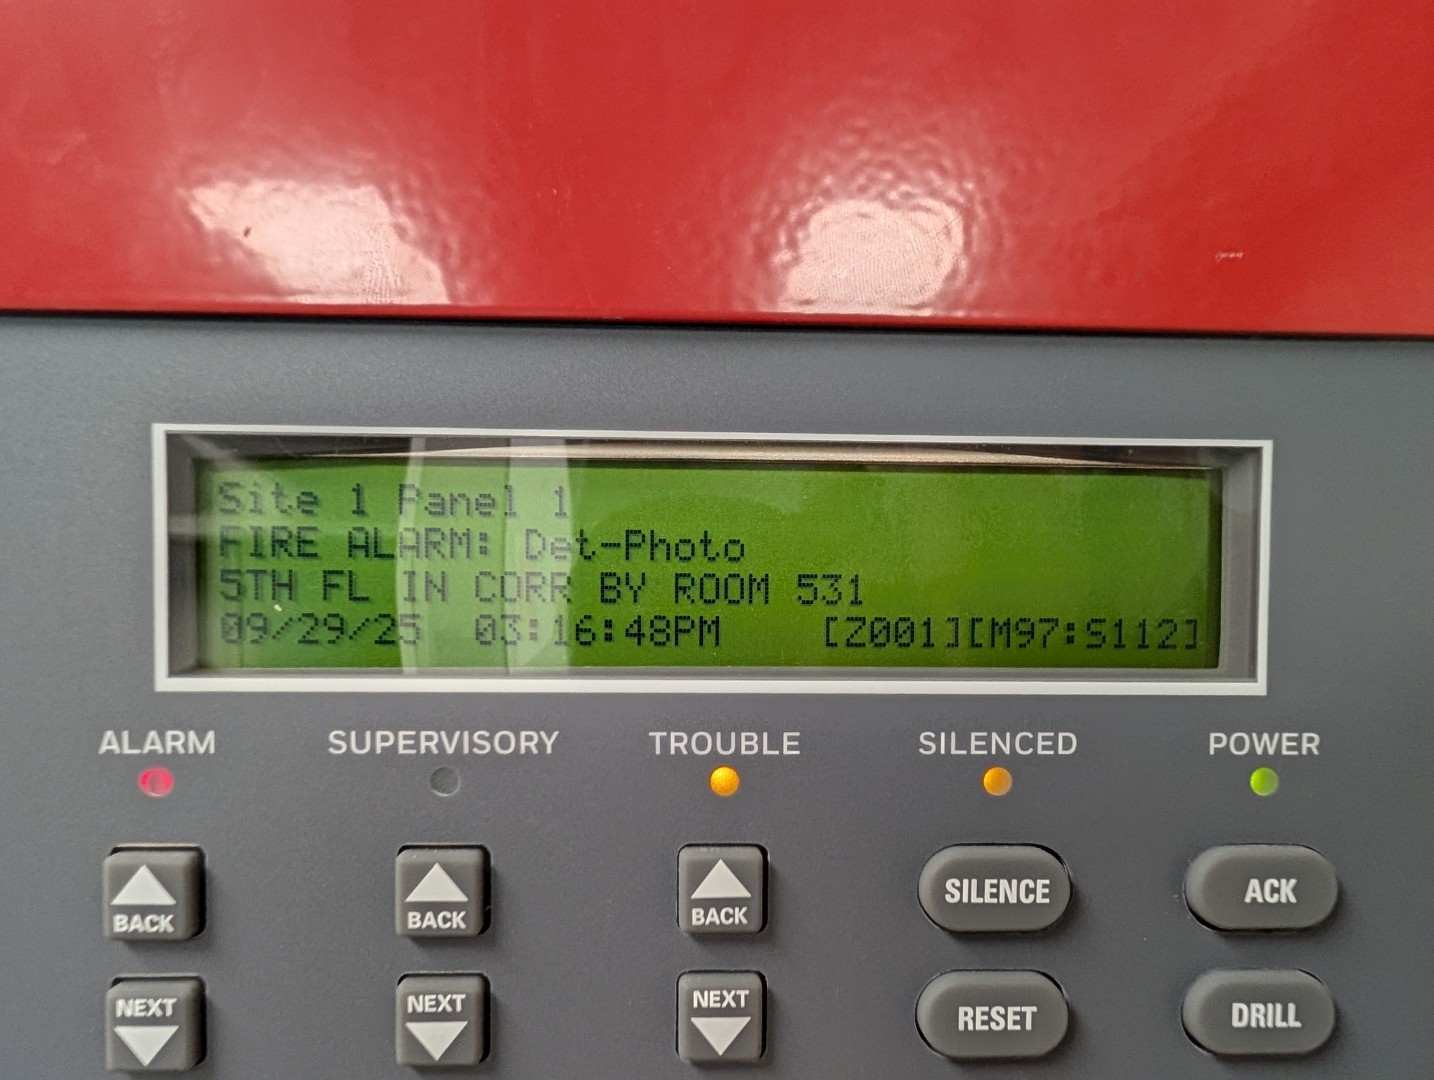 Site 1 Panel 1
FIRE ALARM: Det-Photo
5TH FL IN CORR BY ROOM 531
09/29/25 03:16:48PM [Z001][M97:S112]
ALARM SUPERVISORY TROUBLE SILENCED POWER
BACK BACK BACK SILENCE ACK
NEXT NEXT NEXT RESET DRILL